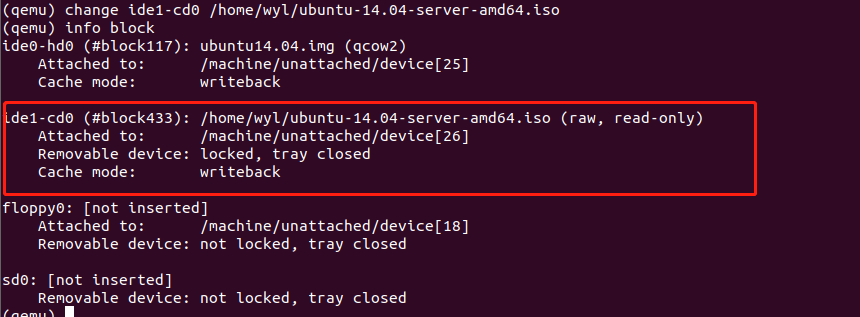 (qemu) change ide1-cd0 /home/wyl/ubuntu-14.04-server-amd64.iso
(qemu) info block
ide0-hd0 (#block117): ubuntu14.04.img (qcow2)
    Attached to:      /machine/unattached/device[25]
    Cache mode:       writeback
ide1-cd0 (#block433): /home/wyl/ubuntu-14.04-server-amd64.iso (raw, read-only)
    Attached to:      /machine/unattached/device[26]
    Removable device: locked, tray closed
    Cache mode:       writeback
floppy0: [not inserted]
    Attached to:      /machine/unattached/device[18]
    Removable device: not locked, tray closed
sd0: [not inserted]
    Removable device: not locked, tray closed
(qemu)